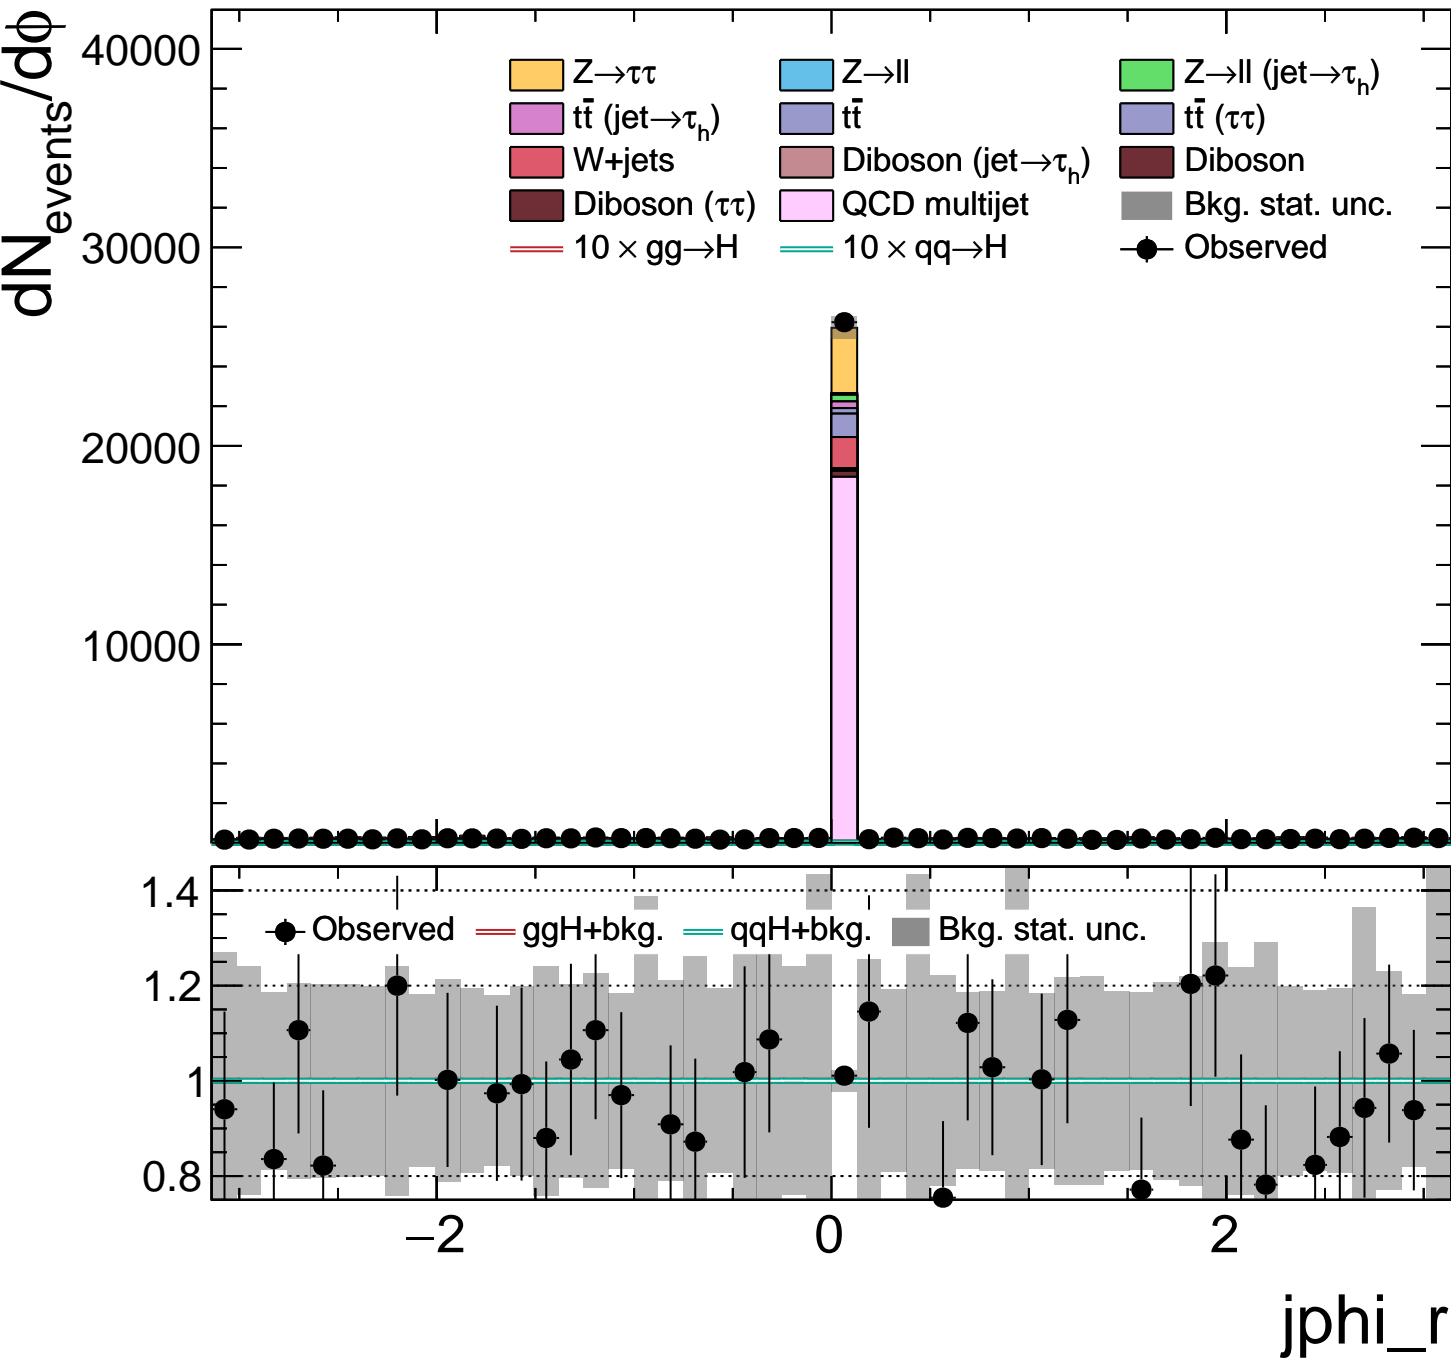 dN_events/dϕ
40000
30000
20000
10000
Z→ττ Z→ll Z→ll (jet→τ_h)
tt̄ (jet→τ_h) tt̄ tt̄ (ττ)
W+jets Diboson (jet→τ_h) Diboson
Diboson (ττ) QCD multijet Bkg. stat. unc.
10 × gg→H 10 × qq→H Observed
1.4
1.2
1
0.8
Observed ggH+bkg. qqH+bkg. Bkg. stat. unc.
−2 0 2
jphi_r